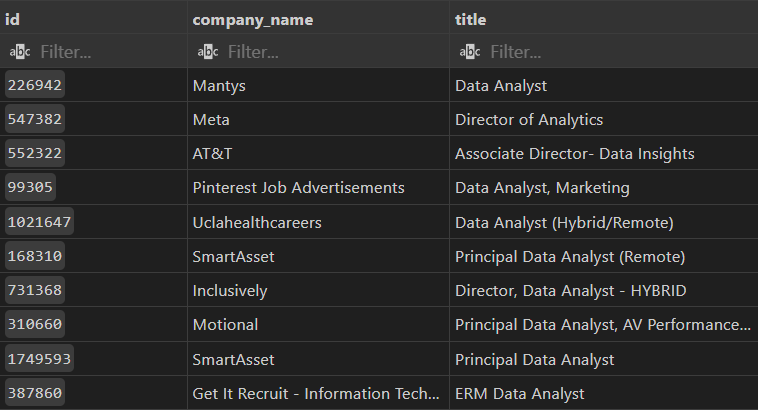 id company_name title
abc Filter... abc Filter... abc Filter...
226942 Mantys Data Analyst
547382 Meta Director of Analytics
552322 AT&T Associate Director- Data Insights
99305 Pinterest Job Advertisements Data Analyst, Marketing
1021647 Uclahealthcareers Data Analyst (Hybrid/Remote)
168310 SmartAsset Principal Data Analyst (Remote)
731368 Inclusively Director, Data Analyst - HYBRID
310660 Motional Principal Data Analyst, AV Performance...
1749593 SmartAsset Principal Data Analyst
387860 Get It Recruit - Information Tech... ERM Data Analyst